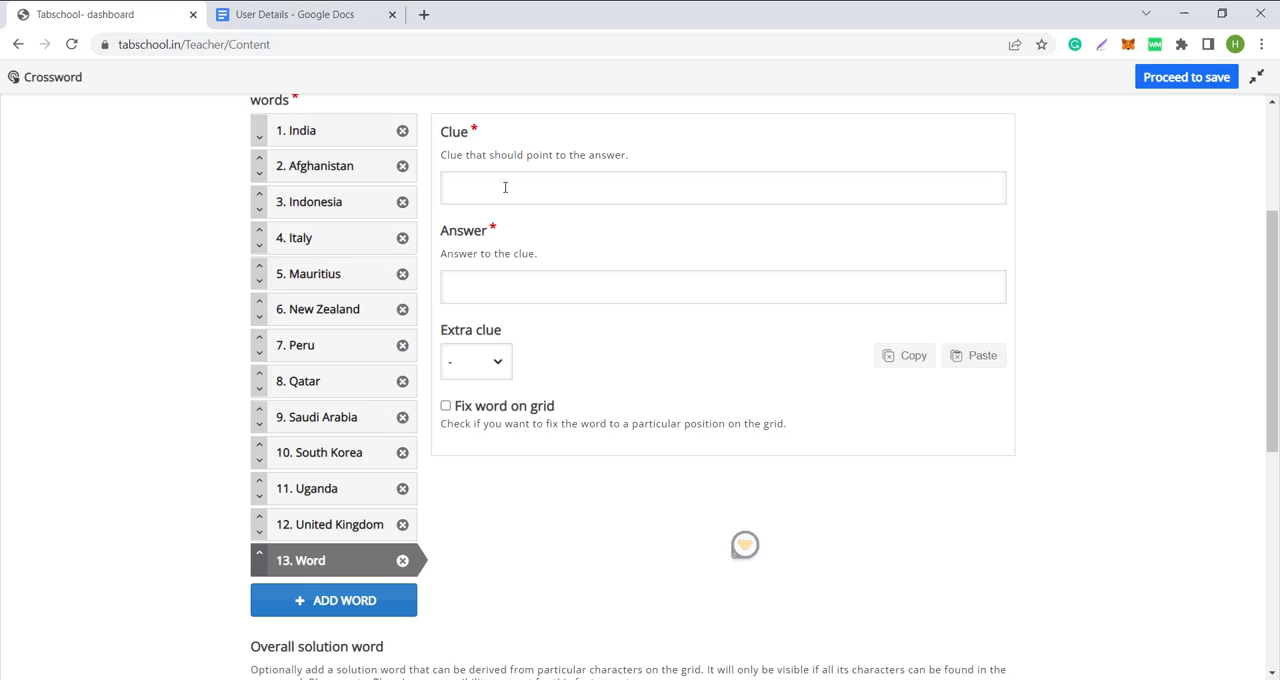 Tabschool- dashboard
User Details - Google Docs
tabschool.in/Teacher/Content
H
Crossword
Proceed to save
words *
1. India
2. Afghanistan
3. Indonesia
4. Italy
5. Mauritius
6. New Zealand
7. Peru
8. Qatar
9. Saudi Arabia
10. South Korea
11. Uganda
12. United Kingdom
13. Word
+ ADD WORD
Clue *
Clue that should point to the answer.
Answer *
Answer to the clue.
Extra clue
-
Copy
Paste
Fix word on grid
Check if you want to fix the word to a particular position on the grid.
Overall solution word
Optionally add a solution word that can be derived from particular characters on the grid. It will only be visible if all its characters can be found in the